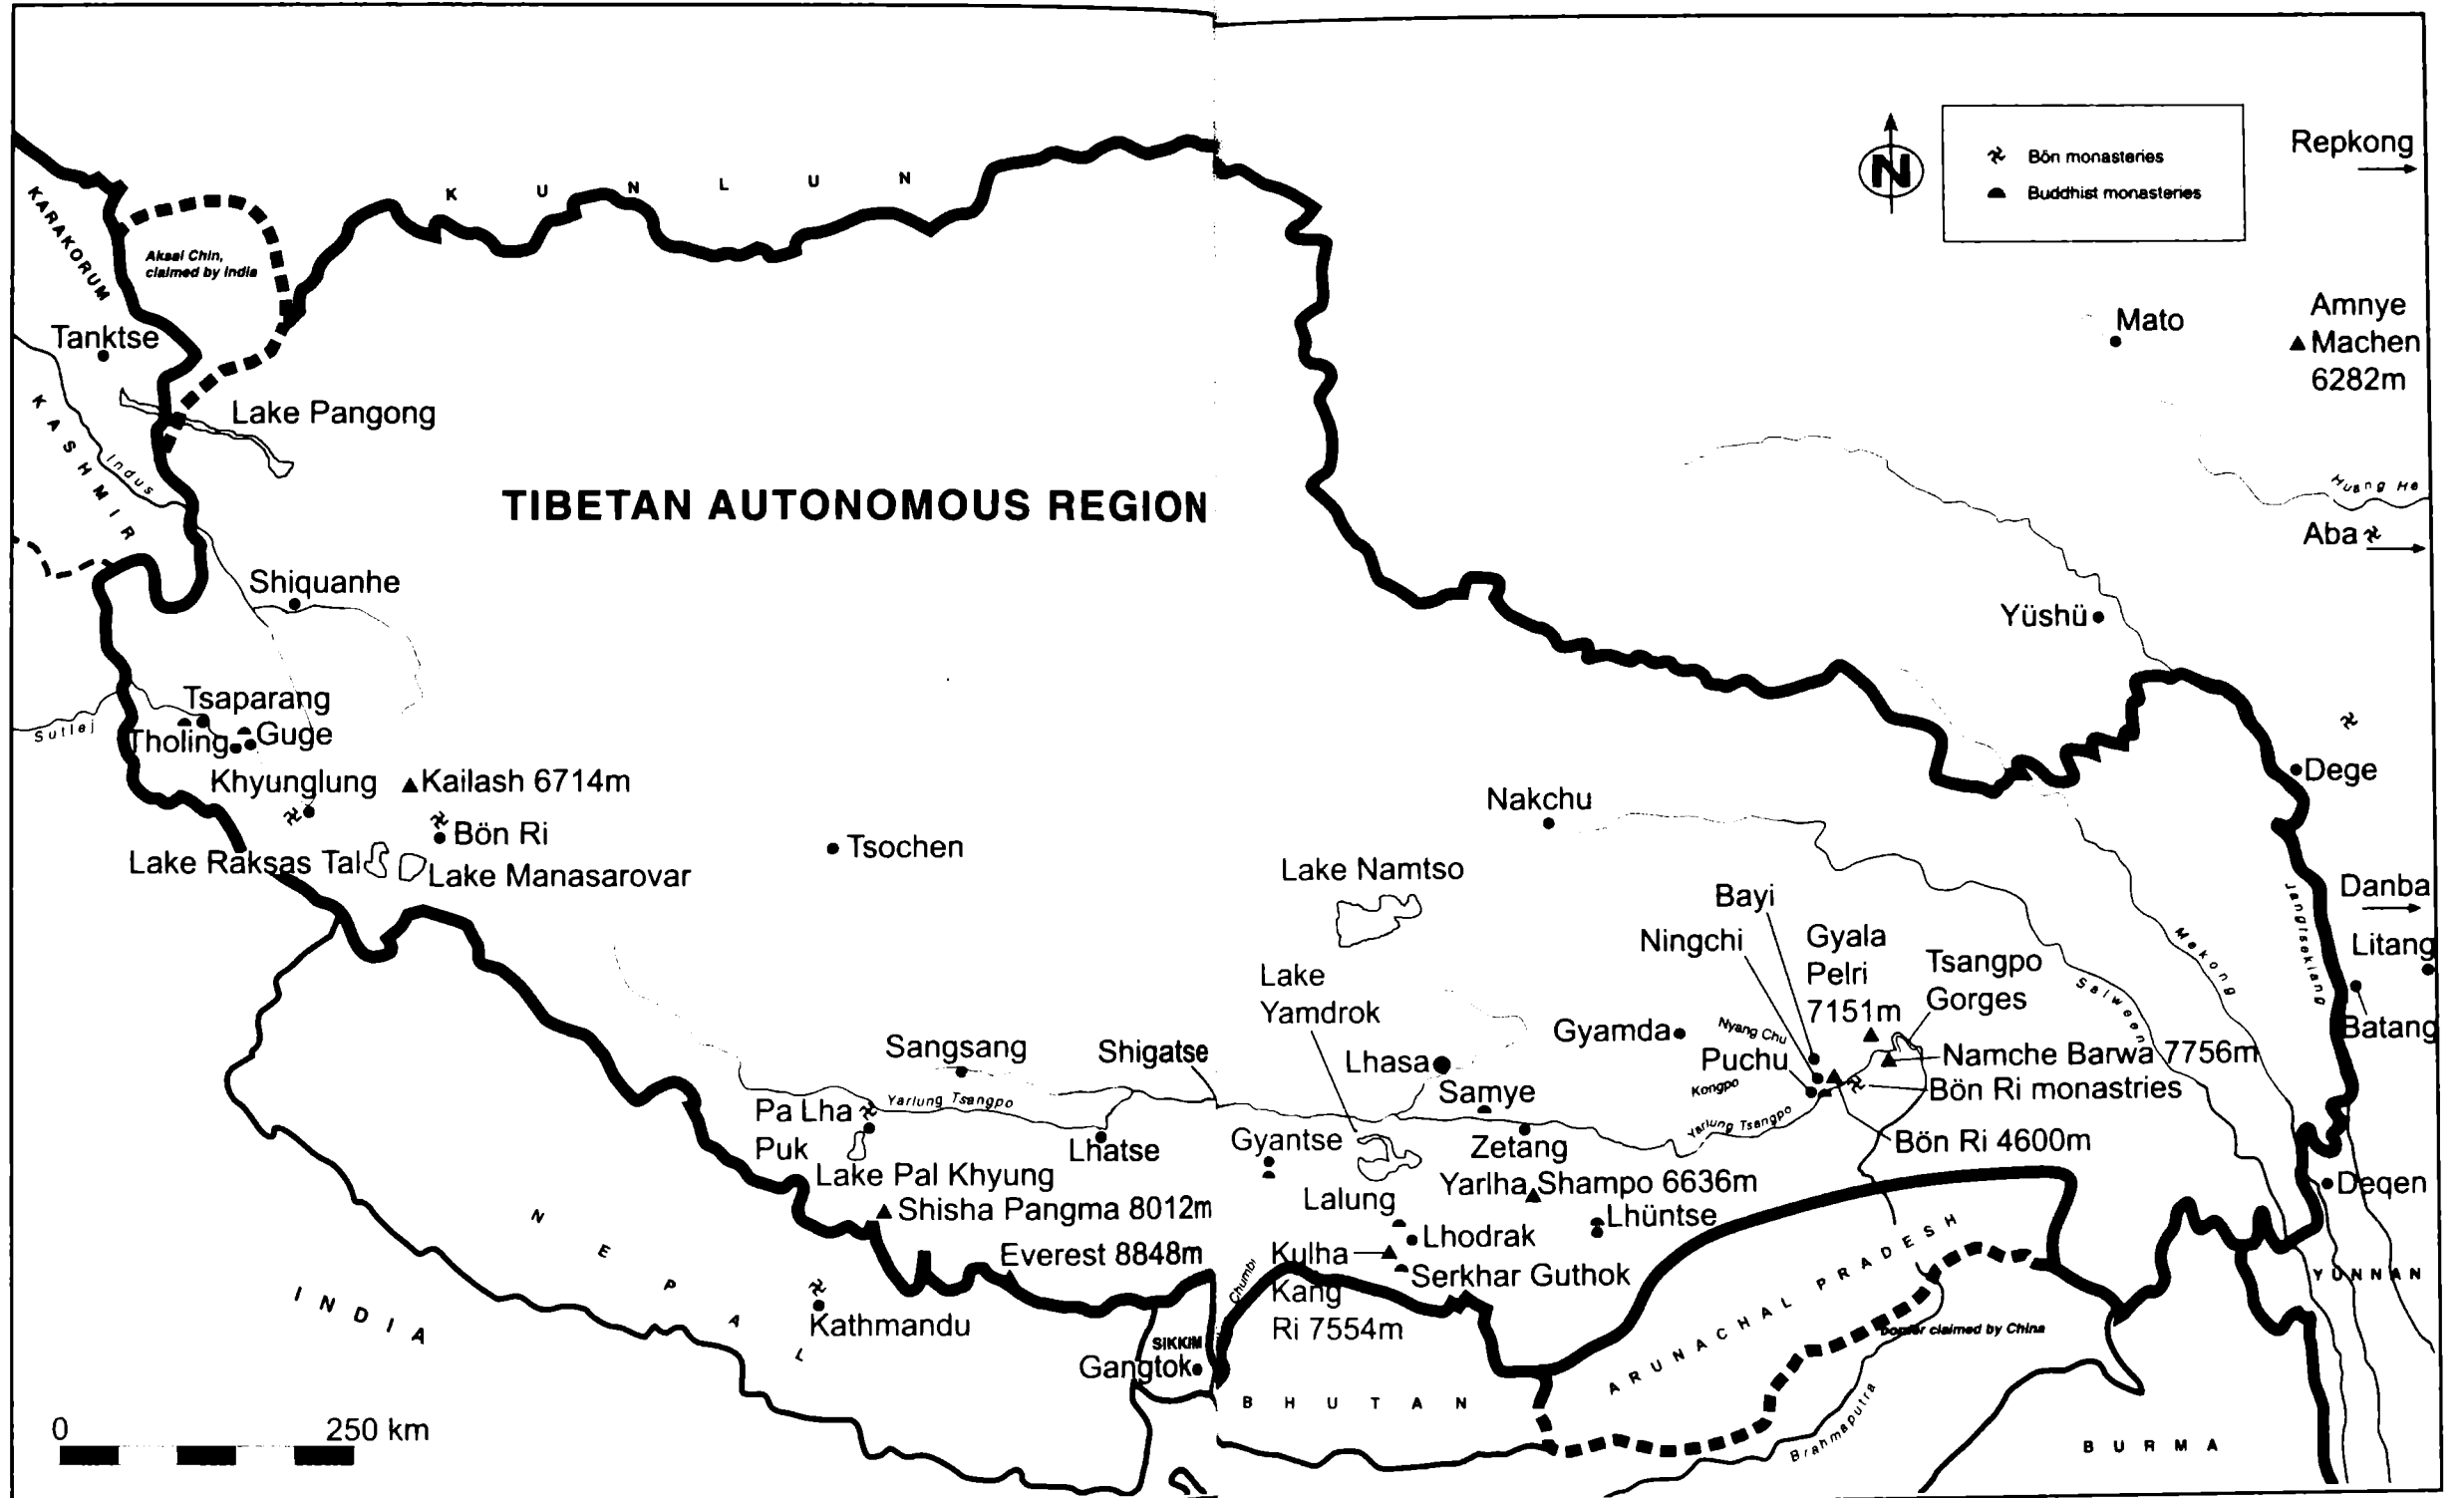 Bön monasteries
Buddhist monasteries
N
Repkong
KARAKORUM
KUNLUN
Aksai Chin,
claimed by India
Tanktse
Mato
Amnye
Machen
6282m
Lake Pangong
KASHMIR
Indus
TIBETAN AUTONOMOUS REGION
Huang He
Aba
Shiquanhe
Yüshü
Tsaparang
Sutlej
Tholing
Guge
Khyunglung
Kailash 6714m
Bön Ri
Lake Raksas Tal
Lake Manasarovar
Tsochen
Nakchu
Dege
Lake Namtso
Bayi
Ningchi
Gyala
Pelri
7151m
Tsangpo
Gorges
Salween
Mekong
Jangtsekiang
Danba
Litang
Batang
Lake
Yamdrok
Sangsang
Shigatse
Lhasa
Gyamda
Nyang Chu
Puchu
Kongpo
Namche Barwa 7756m
Bön Ri monastries
Samye
Pa Lha
Puk
Yarlung Tsangpo
Yarlung Tsangpo
Lhatse
Gyantse
Zetang
Bön Ri 4600m
Lake Pal Khyung
Lalung
Yarlha Shampo 6636m
Deqen
Shisha Pangma 8012m
Lhüntse
Lhodrak
Everest 8848m
Kulha
Kang
Ri 7554m
Serkhar Guthok
Chumbi
NEPAL
INDIA
Kathmandu
SIKKIM
Gangtok
BHUTAN
ARUNACHAL PRADESH
border claimed by China
YUNNAN
Brahmaputra
BURMA
0 250 km